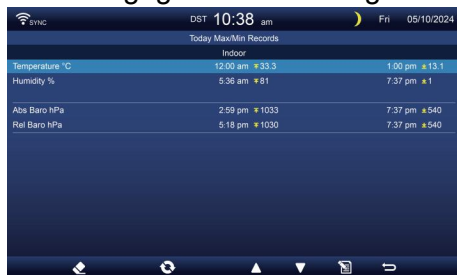 SYNC DST 10:38 am Fri 05/10/2024
Today Max/Min Records
Indoor
Temperature °C 12:00 am 33.3 1:00 pm 13.1
Humidity % 5:36 am 81 7:37 pm 1
Abs Baro hPa 2:59 pm 1033 7:37 pm 540
Rel Baro hPa 5:18 pm 1030 7:37 pm 540